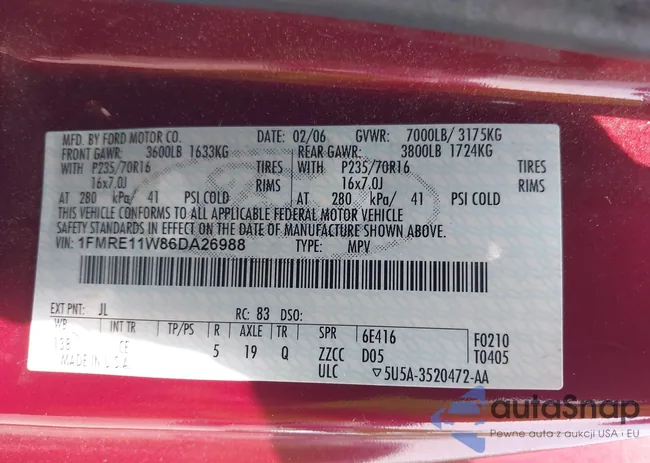 MFD. BY FORD MOTOR CO. DATE: 02/06 GVWR: 7000LB/ 3175KG
FRONT GAWR: 3600LB 1633KG REAR GAWR: 3800LB 1724KG
WITH P235/70R16 TIRES WITH P235/70R16 TIRES
16x7.0J RIMS 16x7.0J RIMS
AT 280 kPa/ 41 PSI COLD AT 280 kPa/ 41 PSI COLD
THIS VEHICLE CONFORMS TO ALL APPLICABLE FEDERAL MOTOR VEHICLE
SAFETY STANDARDS IN EFFECT ON THE DATE OF MANUFACTURE SHOWN ABOVE.
VIN: 1FMRE11W86DA26988 TYPE: MPV
EXT PNT: JL RC: 83 DSO:
WB INT TR TP/PS R AXLE TR SPR 6E416 F0210
138 CE 5 19 Q ZZCC D05 T0405
MADE IN U.S.A. ULC ▽5U5A-3520472-AA
autoSnap
Pewne auta z aukcji USA i EU